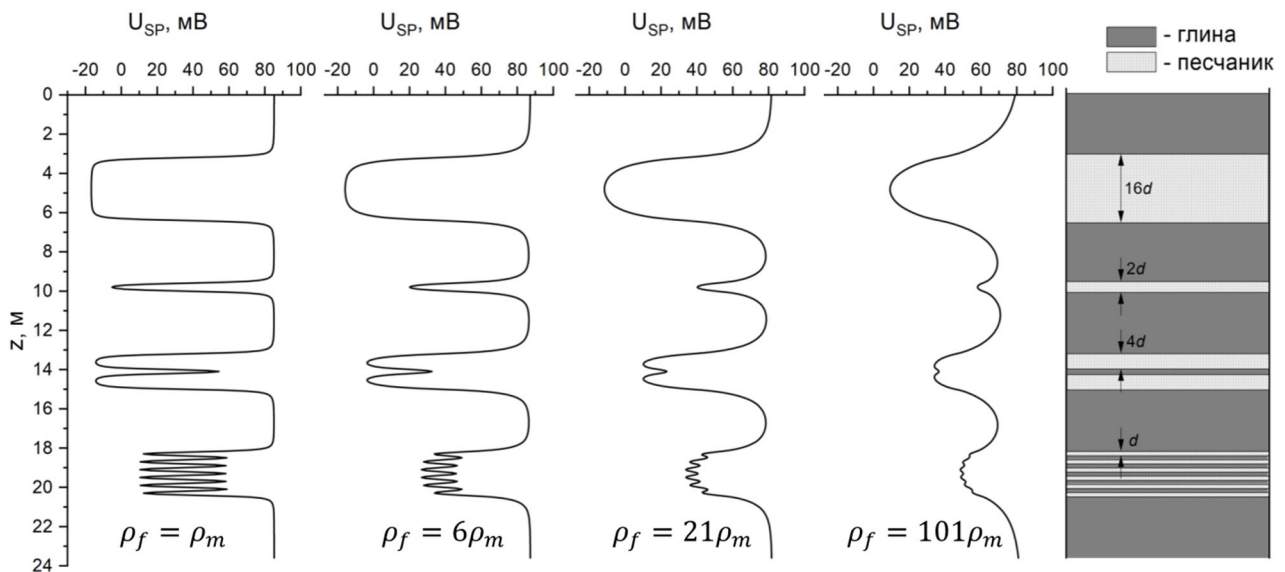 U_SP, мВ U_SP, мВ U_SP, мВ U_SP, мВ
- глина
- песчаник
-20 0 20 40 60 80 100 -20 0 20 40 60 80 100 -20 0 20 40 60 80 100 -20 0 20 40 60 80 100
0
2
4
6
8
10
12
14
16
18
20
22
24
z, м
16d
2d
4d
d
ρ_f = ρ_m ρ_f = 6ρ_m ρ_f = 21ρ_m ρ_f = 101ρ_m